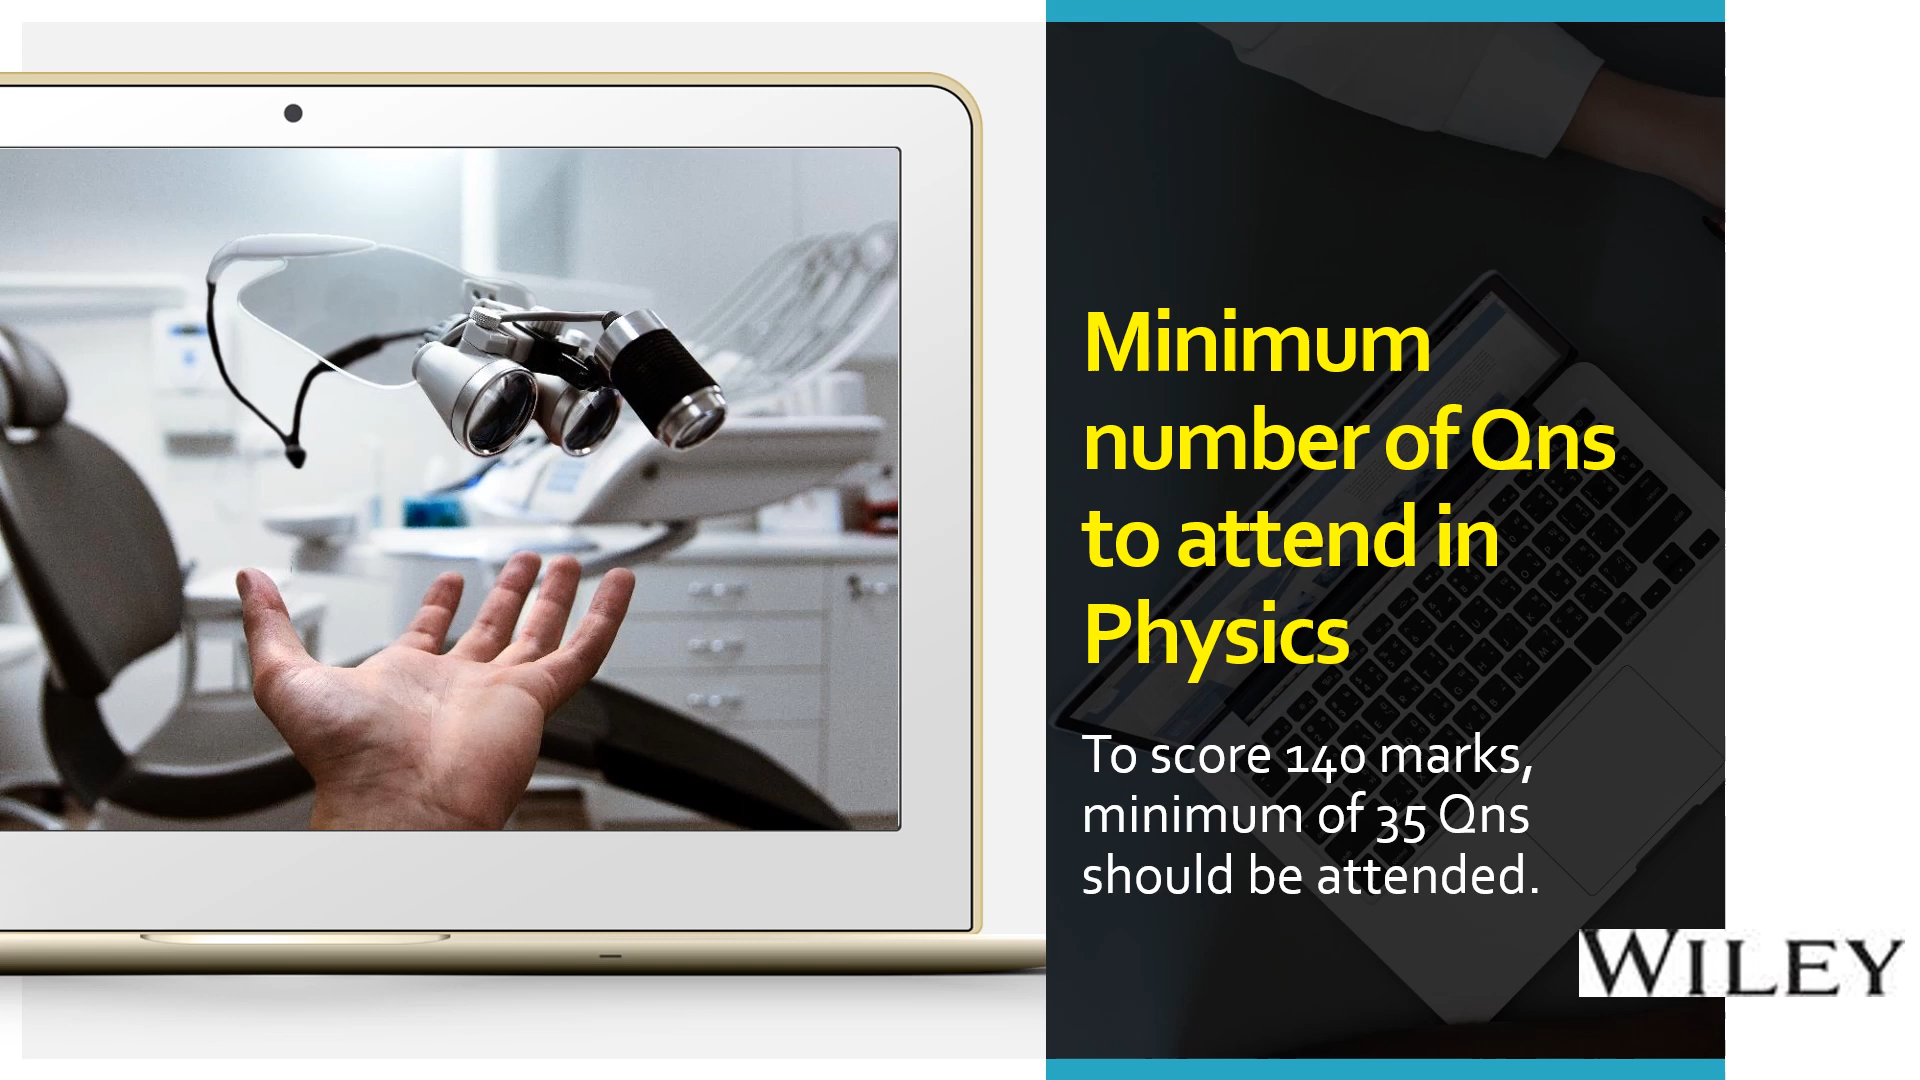 Minimum
number of Qns
to attend in
Physics
To score 140 marks,
minimum of 35 Qns
should be attended.
WILEY